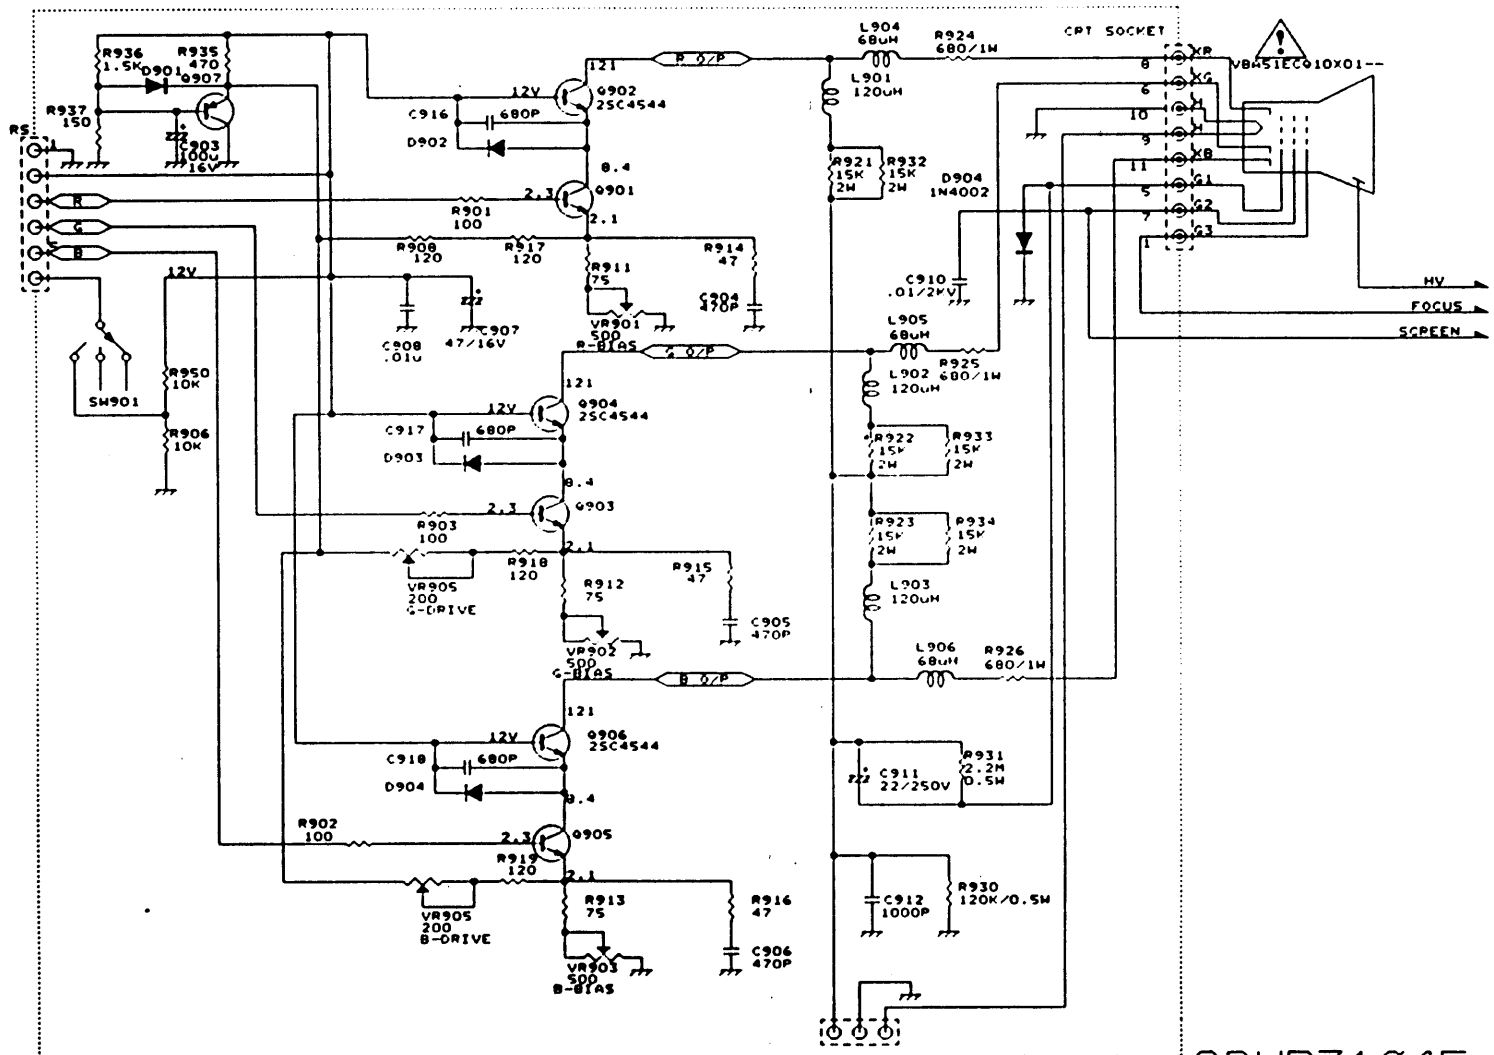 R936
1.5K
D901
R935
470
Q907
R937
150
C903
100u
16V
RS
1
R
G
B
12V
R950
10K
R906
10K
SW901
C908
.01u
C907
47/16V
121
12V
Q902
2SC4544
C916
680P
D902
8.4
2.3
Q901
2.1
R901
100
R908
120
R917
120
R911
75
VR901
500
R-BIAS
R914
47
C904
470P
R O/P
L904
68uH
R924
680/1W
L901
120uH
R921
15K
2W
R932
15K
2W
D904
1N4002
C910
.01/2KV
CRT SOCKET
8
6
10
9
11
5
7
1
XR
XG
H
H
XB
G1
G2
G3
HV
FOCUS
SCREEN
G O/P
L905
68uH
R925
680/1W
L902
120uH
R922
15K
2W
R933
15K
2W
R923
15K
2W
R934
15K
2W
L903
120uH
121
12V
Q904
2SC4544
C917
680P
D903
8.4
2.3
Q903
2.1
R903
100
VR905
200
G-DRIVE
R918
120
R912
75
VR902
500
G-BIAS
R915
47
C905
470P
B O/P
L906
68uH
R926
680/1W
121
12V
Q906
2SC4544
C918
680P
D904
8.4
2.3
Q905
2.1
R902
100
R919
120
VR905
200
B-DRIVE
R913
75
VR903
500
B-BIAS
R916
47
C906
470P
C911
22/250V
R931
2.2M
0.5W
C912
1000P
R930
120K/0.5W